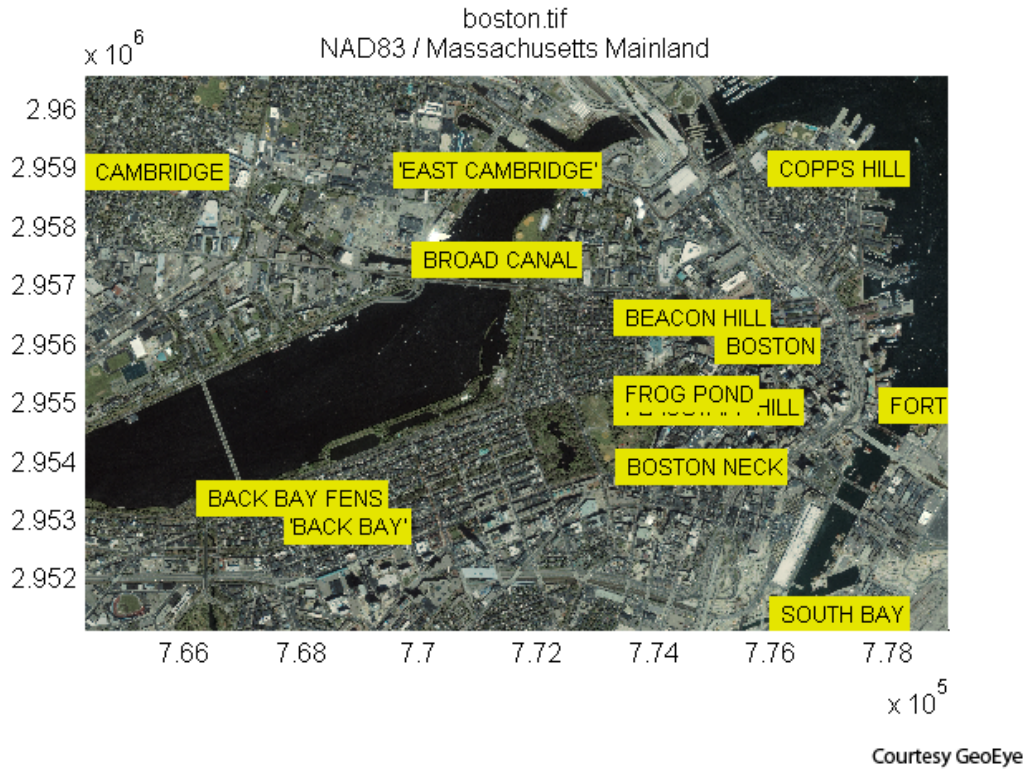 boston.tif
NAD83 / Massachusetts Mainland
x 10^6
2.96
2.959
2.958
2.957
2.956
2.955
2.954
2.953
2.952
CAMBRIDGE
'EAST CAMBRIDGE'
COPPS HILL
BROAD CANAL
BEACON HILL
BOSTON
FROG POND
HILL
FORT
BOSTON NECK
BACK BAY FENS
'BACK BAY'
SOUTH BAY
7.66
7.68
7.7
7.72
7.74
7.76
7.78
x 10^5
Courtesy GeoEye